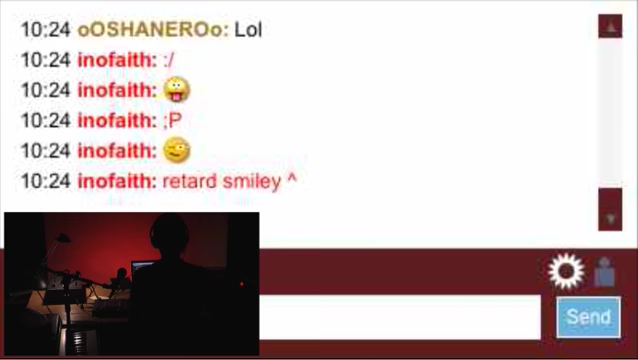 10:24 oOSHANEROo: Lol
10:24 inofaith: :/
10:24 inofaith:
10:24 inofaith: ;P
10:24 inofaith:
10:24 inofaith: retard smiley ^
Send